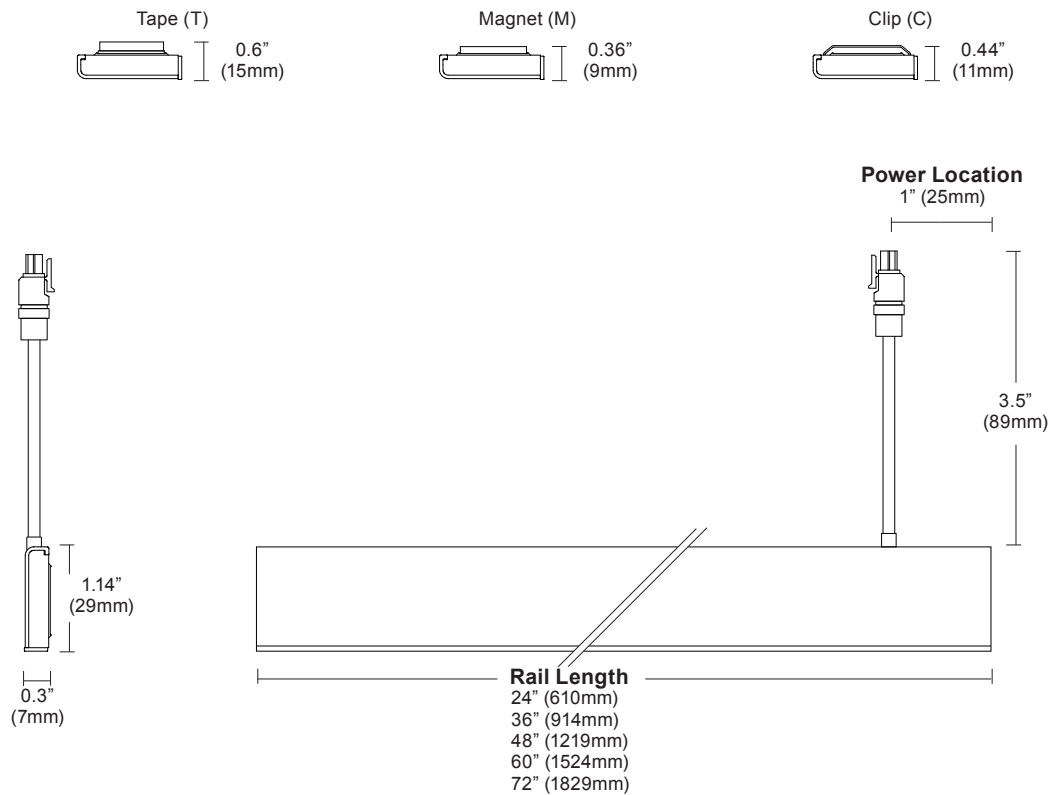 Tape (T)
0.6”
(15mm)
Magnet (M)
0.36”
(9mm)
Clip (C)
0.44”
(11mm)
Power Location
1” (25mm)
3.5”
(89mm)
1.14”
(29mm)
0.3”
(7mm)
Rail Length
24” (610mm)
36” (914mm)
48” (1219mm)
60” (1524mm)
72” (1829mm)